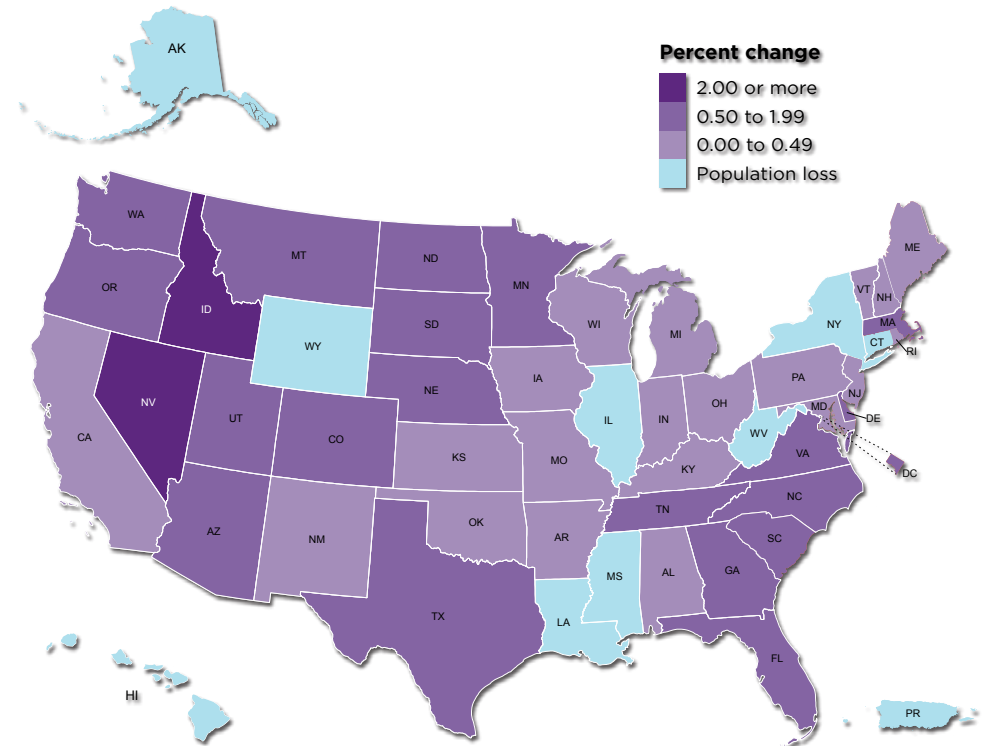 AK
Percent change
2.00 or more
0.50 to 1.99
0.00 to 0.49
Population loss
WA
MT
ND
MN
ME
VT
NH
OR
ID
SD
WI
MI
NY
MA
CT
RI
WY
NE
IA
PA
NJ
NV
UT
CO
IL
IN
OH
MD
DE
WV
VA
DC
CA
KS
MO
KY
AZ
NM
OK
AR
TN
NC
SC
MS
AL
GA
TX
LA
FL
HI
PR